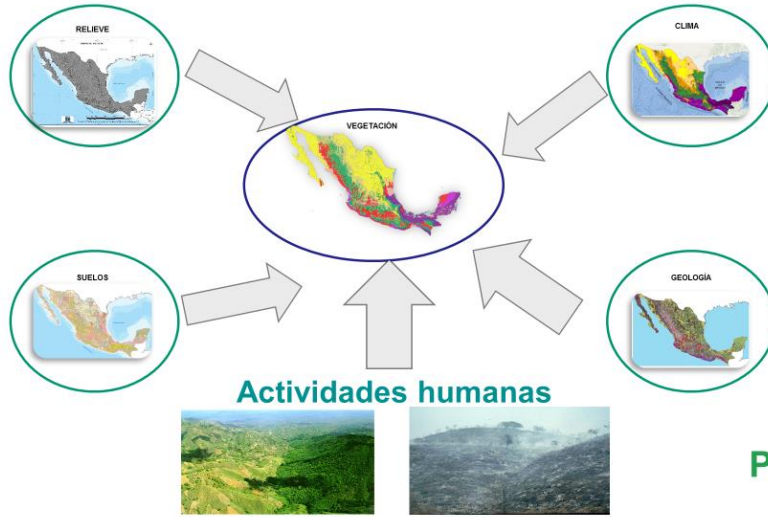 RELIEVE
CLIMA
VEGETACIÓN
SUELOS
GEOLOGÍA
Actividades humanas
P